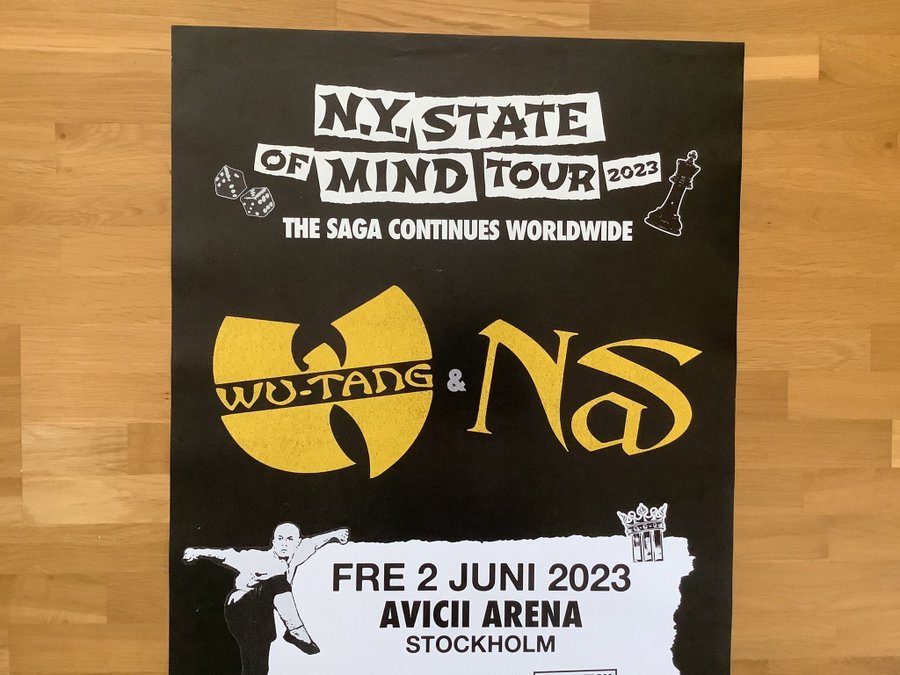 N.Y. STATE
OF MIND TOUR 2023
THE SAGA CONTINUES WORLDWIDE
WU-TANG & NaS
FRE 2 JUNI 2023
AVICII ARENA
STOCKHOLM